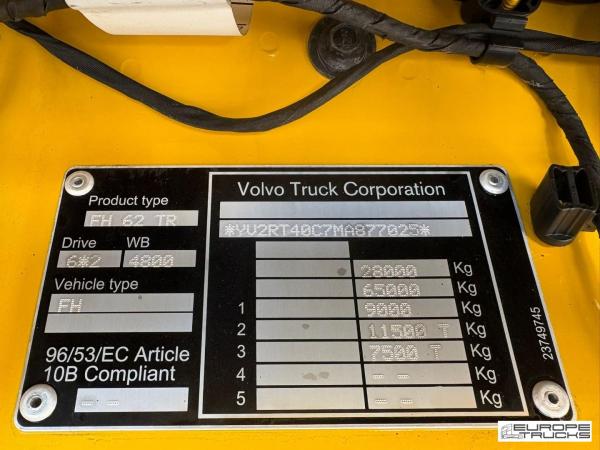 Product type
FH 62 TR
Drive WB
6*2 4800
Vehicle type
FH
96/53/EC Article
10B Compliant
-- --
Volvo Truck Corporation
*YV2RT40C7MA877025*
28000 Kg
65000 Kg
1 9000 Kg
2 11500 T Kg
3 7500 T Kg
4 -- -- Kg
5 -- -- Kg
23749745
EUROPE
TRUCKS